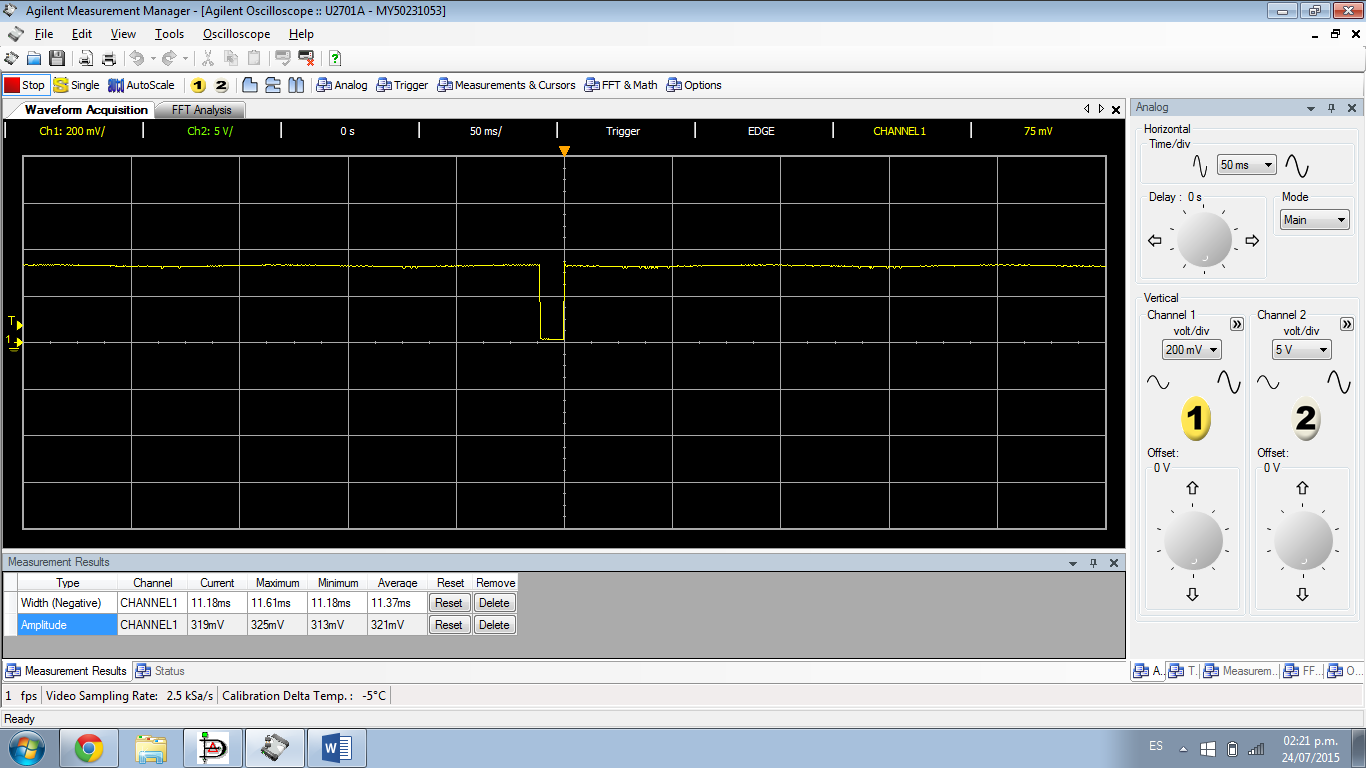 Agilent Measurement Manager - [Agilent Oscilloscope :: U2701A - MY50231053]
File Edit View Tools Oscilloscope Help
Stop Single AutoScale 1 2 Analog Trigger Measurements & Cursors FFT & Math Options
Waveform Acquisition FFT Analysis
Ch1: 200 mV/ Ch2: 5 V/ 0 s 50 ms/ Trigger EDGE CHANNEL1 75 mV
T
1
Analog
Horizontal
Time/div
50 ms
Delay : 0 s Mode
Main
Vertical
Channel 1 Channel 2
volt/div volt/div
200 mV 5 V
1 2
Offset: Offset:
0 V 0 V
Measurement Results
Type Channel Current Maximum Minimum Average Reset Remove
Width (Negative) CHANNEL1 11.18ms 11.61ms 11.18ms 11.37ms Reset Delete
Amplitude CHANNEL1 319mV 325mV 313mV 321mV Reset Delete
Measurement Results Status
A.. T.. Measurem... FF... O...
1 fps Video Sampling Rate: 2.5 kSa/s Calibration Delta Temp. : -5°C
Ready
ES
02:21 p.m.
24/07/2015